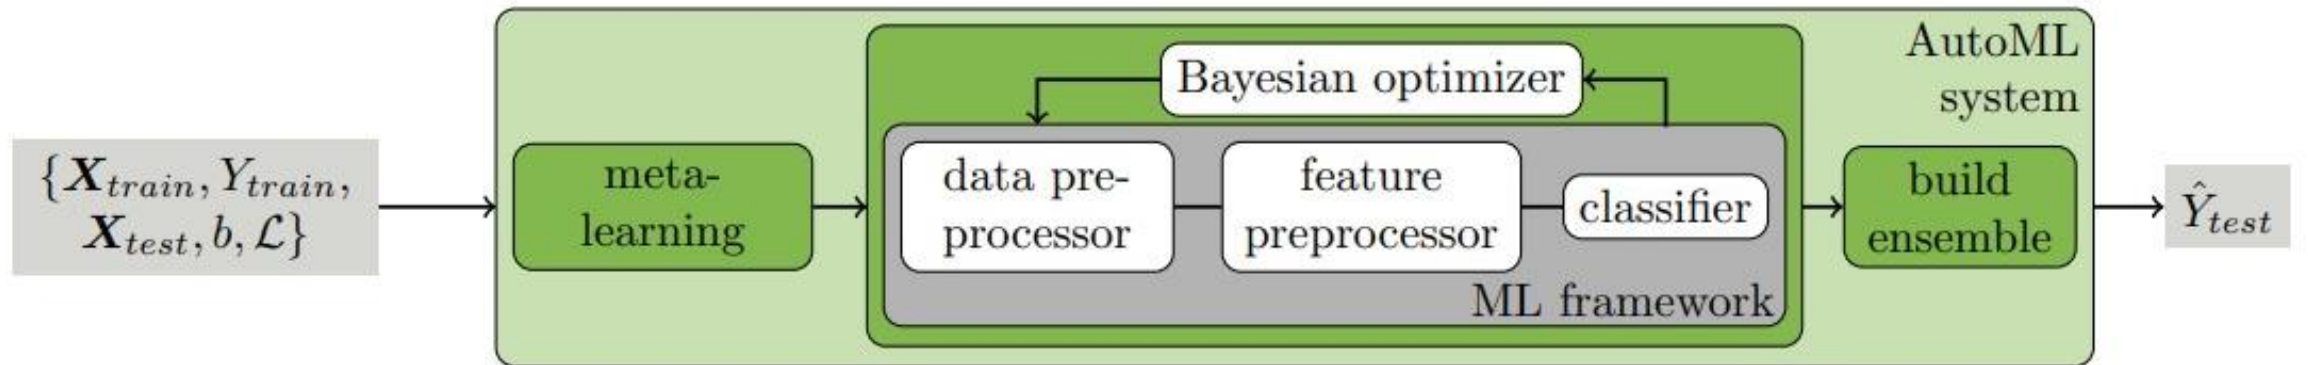 {X_train, Y_train,
X_test, b, ℒ}
meta-
learning
Bayesian optimizer
data pre-
processor
feature
preprocessor
classifier
ML framework
AutoML
system
build
ensemble
Ŷ_test